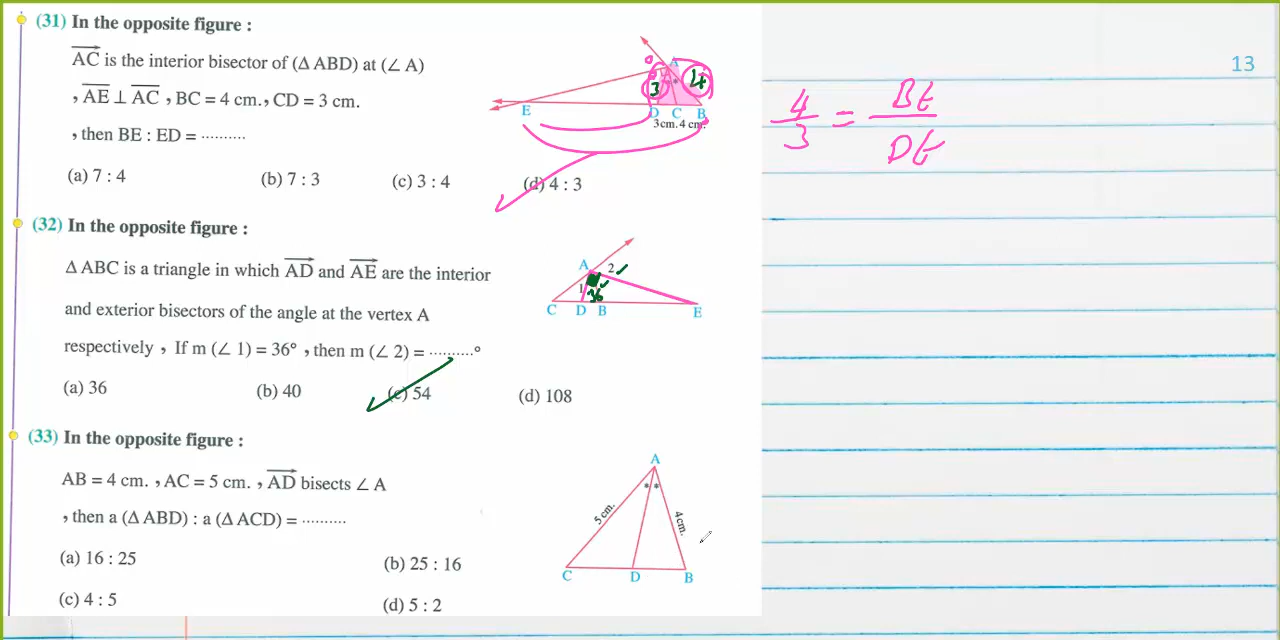 13
(31) In the opposite figure :
AC is the interior bisector of (Δ ABD) at (∠ A)
, AE ⊥ AC , BC = 4 cm. , CD = 3 cm.
, then BE : ED = ··········
(a) 7 : 4 (b) 7 : 3 (c) 3 : 4 (d) 4 : 3
A
3 4
E D C B
3cm. 4 cm.
4/3 = BE/DE
(32) In the opposite figure :
Δ ABC is a triangle in which AD and AE are the interior
and exterior bisectors of the angle at the vertex A
respectively , If m (∠ 1) = 36° , then m (∠ 2) = ··········°
(a) 36 (b) 40 (c) 54 (d) 108
A 2
1 36
C D B E
(33) In the opposite figure :
AB = 4 cm. , AC = 5 cm. , AD bisects ∠ A
, then a (Δ ABD) : a (Δ ACD) = ··········
(a) 16 : 25 (b) 25 : 16
(c) 4 : 5 (d) 5 : 2
A
* *
5 cm. 4 cm.
C D B